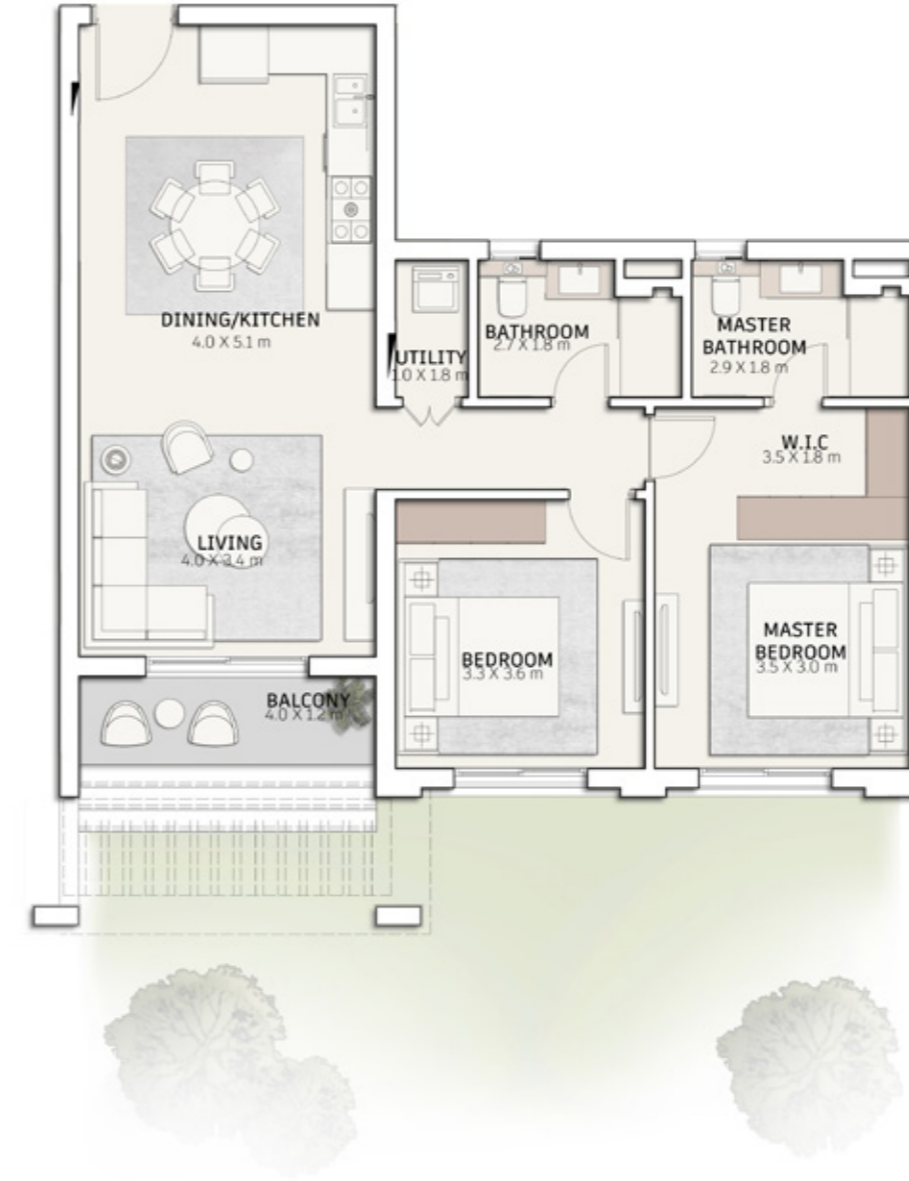 DINING/KITCHEN
4.0 X 5.1 m
UTILITY
1.0 X 1.8 m
BATHROOM
2.7 X 1.8 m
MASTER
BATHROOM
2.9 X 1.8 m
W.I.C
3.5 X 1.8 m
LIVING
4.0 X 3.4 m
BEDROOM
3.3 X 3.6 m
MASTER
BEDROOM
3.5 X 3.0 m
BALCONY
4.0 X 1.2 m